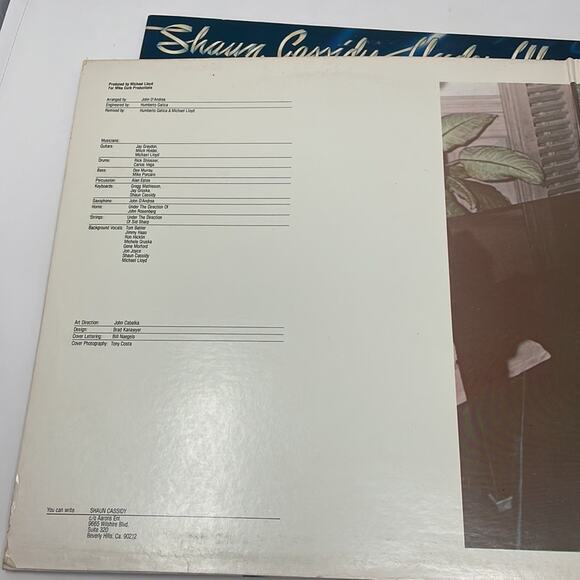 Shaun Cassidy Under Wr
Produced by Michael Lloyd
For Mike Curb Productions
Arranged by: John D'Andrea
Engineered by: Humberto Gatica
Remixed by: Humberto Gatica & Michael Lloyd
Musicians:
Guitars: Jay Graydon,
Mitch Holder,
Michael Lloyd
Drums: Rick Shlosser,
Carlos Vega
Bass: Dee Murray,
Mike Porcaro
Percussion: Alan Estes
Keyboards: Gregg Mathieson,
Jay Gruska,
Shaun Cassidy
Saxophone: John D'Andrea
Horns: Under The Direction Of
John Rosenberg
Strings: Under The Direction
Of Sid Sharp
Background Vocals: Tom Bahler
Jimmy Haas
Ron Hicklin
Michele Gruska
Gene Morford
Jon Joyce
Shaun Cassidy
Michael Lloyd
Art Direction: John Cabalka
Design: Brad Kanawyer
Cover Lettering: Bill Naegels
Cover Photography: Tony Costa
You can write SHAUN CASSIDY
c/o Aarons Ent.
9665 Wilshire Blvd.
Suite 320
Beverly Hills, Ca. 90212